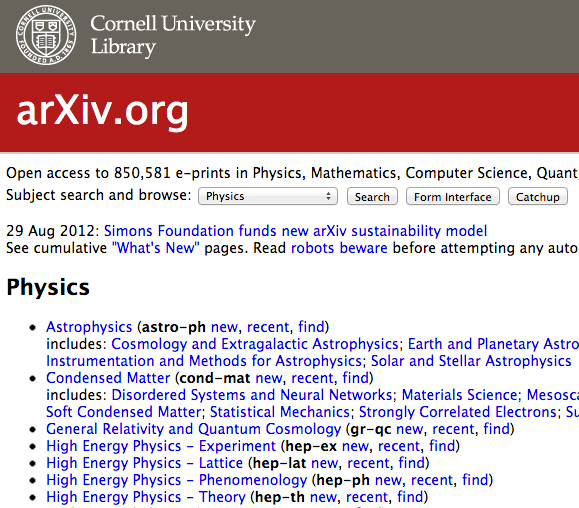 CORNELL UNIVERSITY
FOUNDED A.D. 1865
Cornell University
Library
arXiv.org
Open access to 850,581 e-prints in Physics, Mathematics, Computer Science, Quant
Subject search and browse: Physics Search Form Interface Catchup
29 Aug 2012: Simons Foundation funds new arXiv sustainability model
See cumulative "What's New" pages. Read robots beware before attempting any auto
Physics
• Astrophysics (astro-ph new, recent, find)
includes: Cosmology and Extragalactic Astrophysics; Earth and Planetary Astro
Instrumentation and Methods for Astrophysics; Solar and Stellar Astrophysics
• Condensed Matter (cond-mat new, recent, find)
includes: Disordered Systems and Neural Networks; Materials Science; Mesosca
Soft Condensed Matter; Statistical Mechanics; Strongly Correlated Electrons; Su
• General Relativity and Quantum Cosmology (gr-qc new, recent, find)
• High Energy Physics – Experiment (hep-ex new, recent, find)
• High Energy Physics – Lattice (hep-lat new, recent, find)
• High Energy Physics – Phenomenology (hep-ph new, recent, find)
• High Energy Physics – Theory (hep-th new, recent, find)